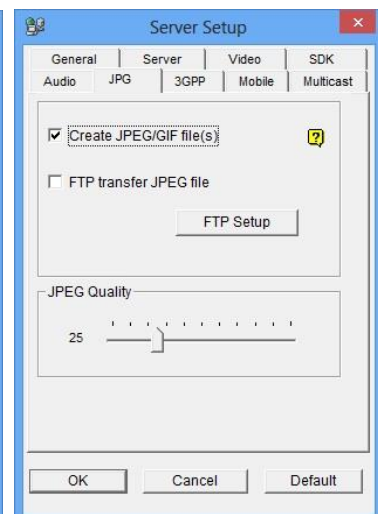 Server Setup
General Server Video SDK
Audio JPG 3GPP Mobile Multicast
Create JPEG/GIF file(s)
FTP transfer JPEG file
FTP Setup
JPEG Quality
25
OK Cancel Default